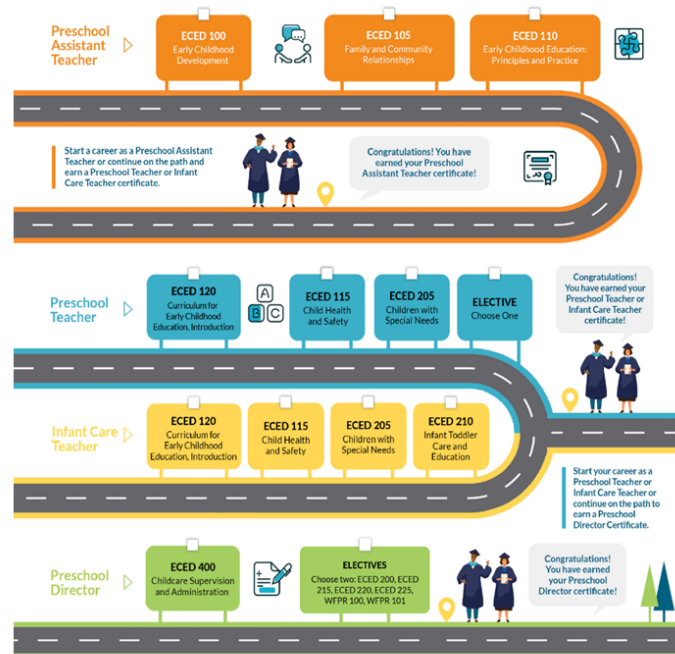 Preschool
Assistant
Teacher
ECED 100
Early Childhood
Development
ECED 105
Family and Community
Relationships
ECED 110
Early Childhood Education:
Principles and Practice
Start a career as a Preschool Assistant
Teacher or continue on the path and
earn a Preschool Teacher or Infant
Care Teacher certificate.
Congratulations! You have
earned your Preschool
Assistant Teacher certificate!
Preschool
Teacher
ECED 120
Curriculum for
Early Childhood
Education, Introduction
A
B C
ECED 115
Child Health
and Safety
ECED 205
Children with
Special Needs
ELECTIVE
Choose One
Congratulations!
You have earned your
Preschool Teacher or
Infant Care Teacher
certificate!
Infant Care
Teacher
ECED 120
Curriculum for
Early Childhood
Education, Introduction
ECED 115
Child Health
and Safety
ECED 205
Children with
Special Needs
ECED 210
Infant Toddler
Care and
Education
Start your career as a
Preschool Teacher or
Infant Care Teacher or
continue on the path to
earn a Preschool
Director Certificate.
Preschool
Director
ECED 400
Childcare Supervision
and Administration
ELECTIVES
Choose two: ECED 200, ECED
215, ECED 220, ECED 225,
WFPR 100, WFPR 101
Congratulations!
You have earned
your Preschool
Director certificate!